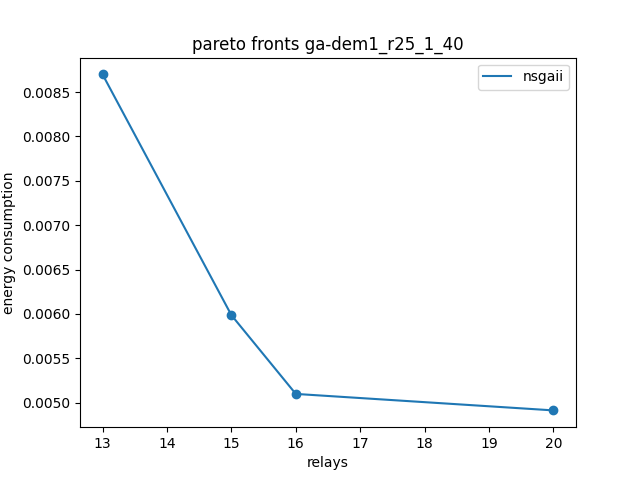 pareto fronts ga-dem1_r25_1_40
nsgaii
energy consumption
0.0085
0.0080
0.0075
0.0070
0.0065
0.0060
0.0055
0.0050
13 14 15 16 17 18 19 20
relays